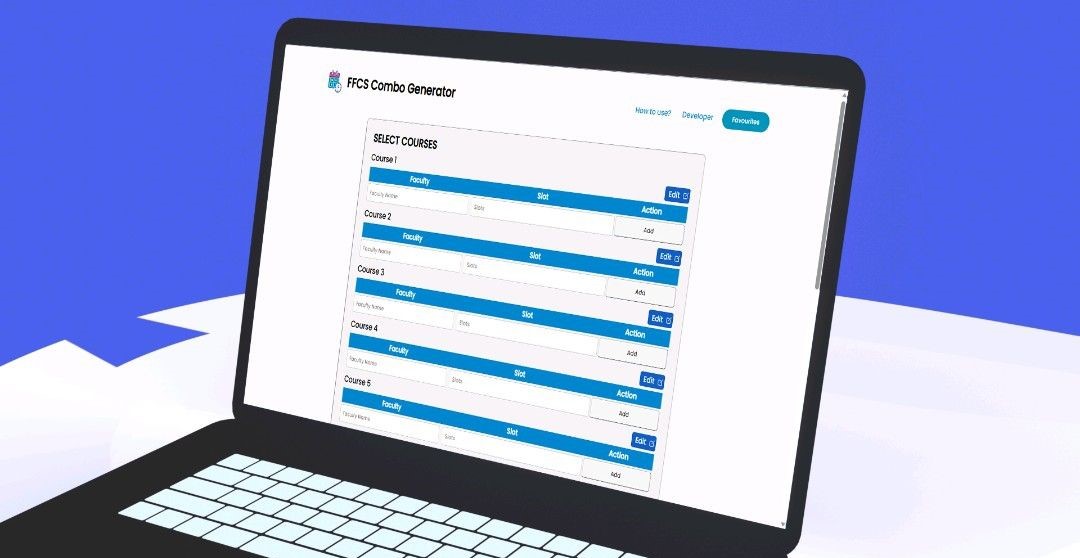 FFCS Combo Generator
How to use? Developer Favourites
SELECT COURSES
Course 1
Edit
Faculty Slot Action
Faculty Name Slots Add
Course 2
Edit
Faculty Slot Action
Faculty Name Slots Add
Course 3
Edit
Faculty Slot Action
Faculty Name Slots Add
Course 4
Edit
Faculty Slot Action
Faculty Name Slots Add
Course 5
Edit
Faculty Slot Action
Faculty Name Slots Add